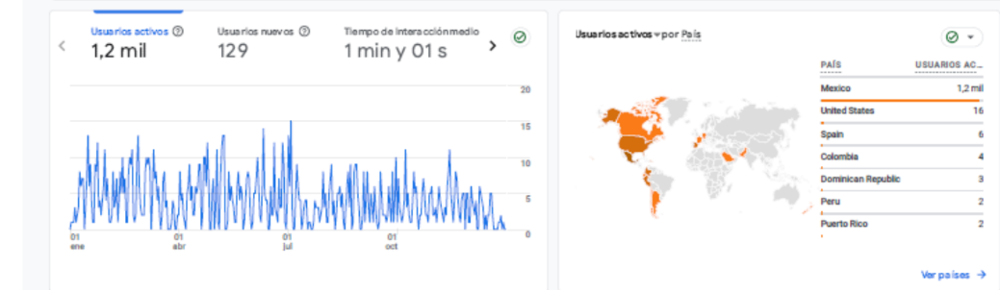 Usuarios activos
1,2 mil
Usuarios nuevos
129
Tiempo de interacción medio
1 min y 01 s
20
15
10
5
0
01
ene
01
abr
01
jul
01
oct
Usuarios activos por País
PAÍS USUARIOS AC...
Mexico 1,2 mil
United States 16
Spain 6
Colombia 4
Dominican Republic 3
Peru 2
Puerto Rico 2
Ver países